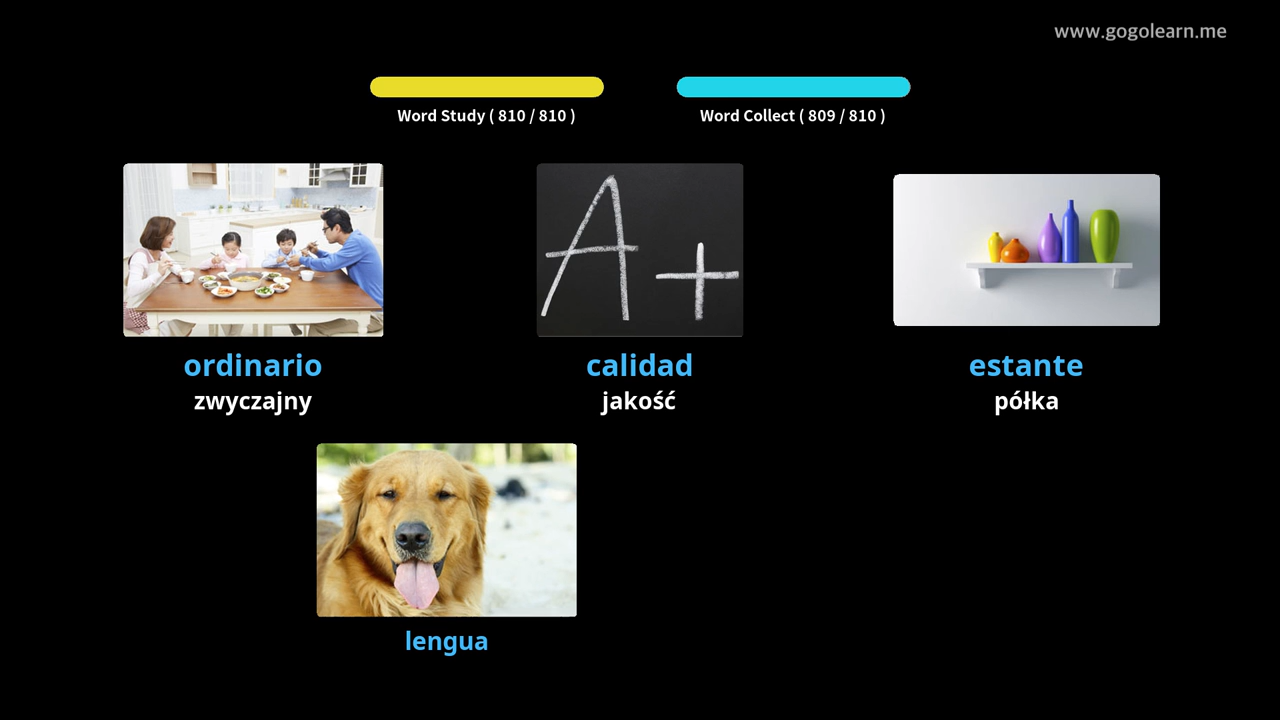 www.gogolearn.me
Word Study ( 810 / 810 )
Word Collect ( 809 / 810 )
A+
ordinario
zwyczajny
calidad
jakość
estante
półka
lengua